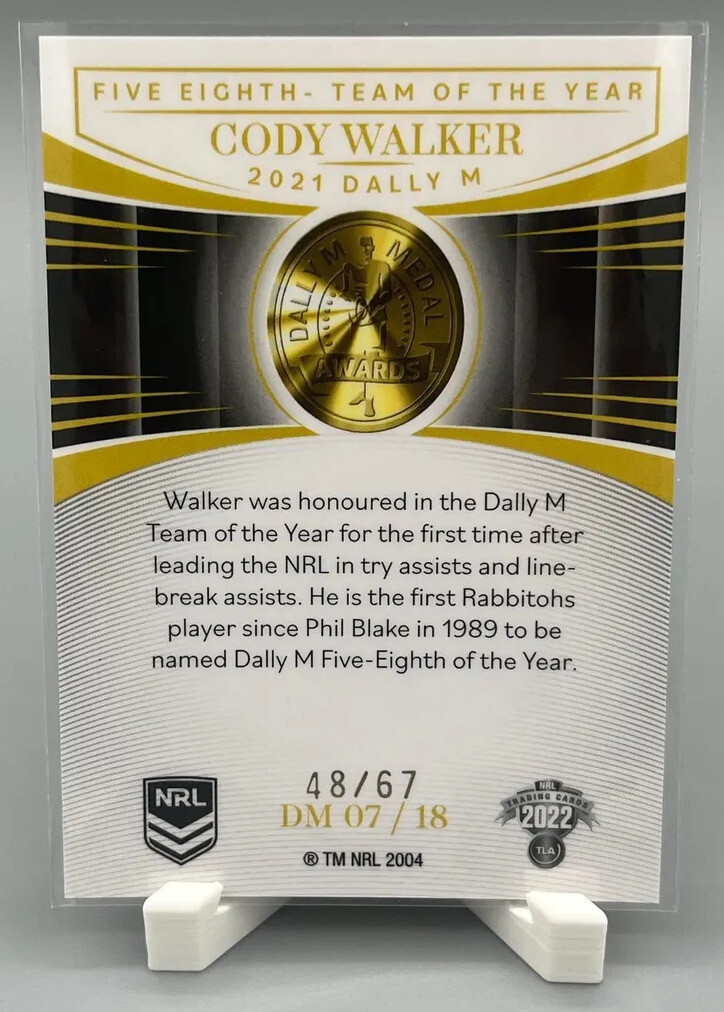 FIVE EIGHTH- TEAM OF THE YEAR
CODY WALKER
2021 DALLY M
DALLY M MEDAL
AWARDS
Walker was honoured in the Dally M
Team of the Year for the first time after
leading the NRL in try assists and line-
break assists. He is the first Rabbitohs
player since Phil Blake in 1989 to be
named Dally M Five-Eighth of the Year.
48/67
DM 07 / 18
® TM NRL 2004
NRL
NRL
TRADING CARDS
2022
TLA